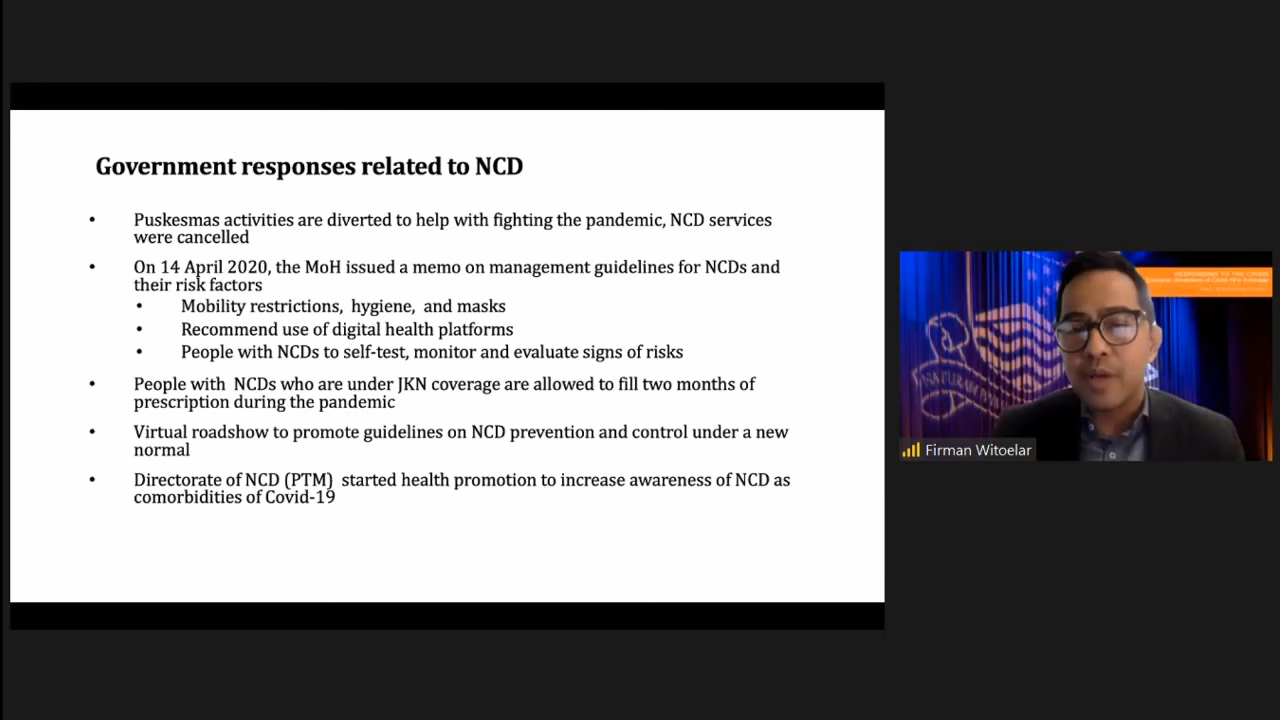 Government responses related to NCD
• Puskesmas activities are diverted to help with fighting the pandemic, NCD services
were cancelled
• On 14 April 2020, the MoH issued a memo on management guidelines for NCDs and
their risk factors
• Mobility restrictions, hygiene, and masks
• Recommend use of digital health platforms
• People with NCDs to self-test, monitor and evaluate signs of risks
• People with NCDs who are under JKN coverage are allowed to fill two months of
prescription during the pandemic
• Virtual roadshow to promote guidelines on NCD prevention and control under a new
normal
• Directorate of NCD (PTM) started health promotion to increase awareness of NCD as
comorbidities of Covid-19
RESPONDING TO THE CRISIS
Firman Witoelar